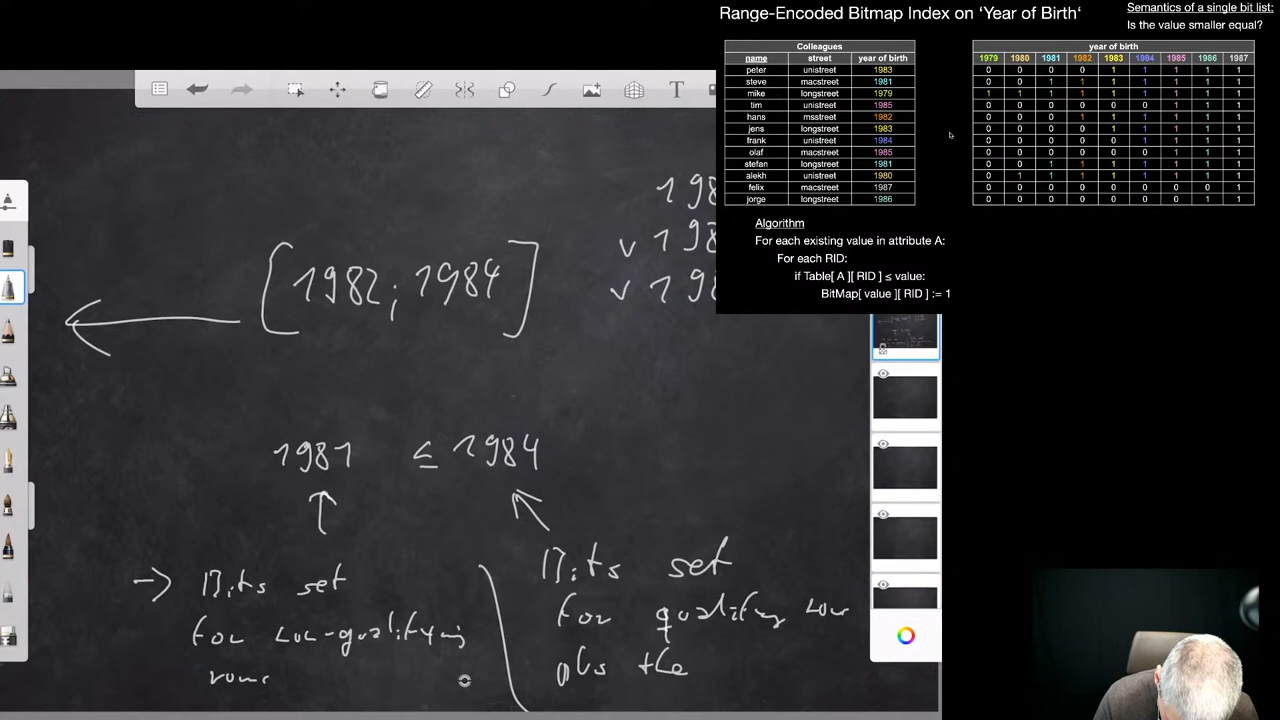 Range-Encoded Bitmap Index on ‘Year of Birth‘
Semantics of a single bit list:
Is the value smaller equal?
Colleagues
name street year of birth
peter unistreet 1983
steve macstreet 1981
mike longstreet 1979
tim unistreet 1985
hans msstreet 1982
jens longstreet 1983
frank unistreet 1984
olaf macstreet 1985
stefan longstreet 1981
alekh unistreet 1980
felix macstreet 1987
jorge longstreet 1986
year of birth
1979 1980 1981 1982 1983 1984 1985 1986 1987
0 0 0 0 1 1 1 1 1
0 0 1 1 1 1 1 1 1
1 1 1 1 1 1 1 1 1
0 0 0 0 0 0 1 1 1
0 0 0 1 1 1 1 1 1
0 0 0 0 1 1 1 1 1
0 0 0 0 0 1 1 1 1
0 0 0 0 0 0 1 1 1
0 0 1 1 1 1 1 1 1
0 1 1 1 1 1 1 1 1
0 0 0 0 0 0 0 0 1
0 0 0 0 0 0 0 1 1
Algorithm
For each existing value in attribute A:
For each RID:
if Table[ A ][ RID ] ≤ value:
BitMap[ value ][ RID ] := 1
198
v 198
v 198
[1982; 1984]
1981 ≤ 1984
→ Bits set
for non-qualifying
rows
Bits set
for qualifying row
plus the